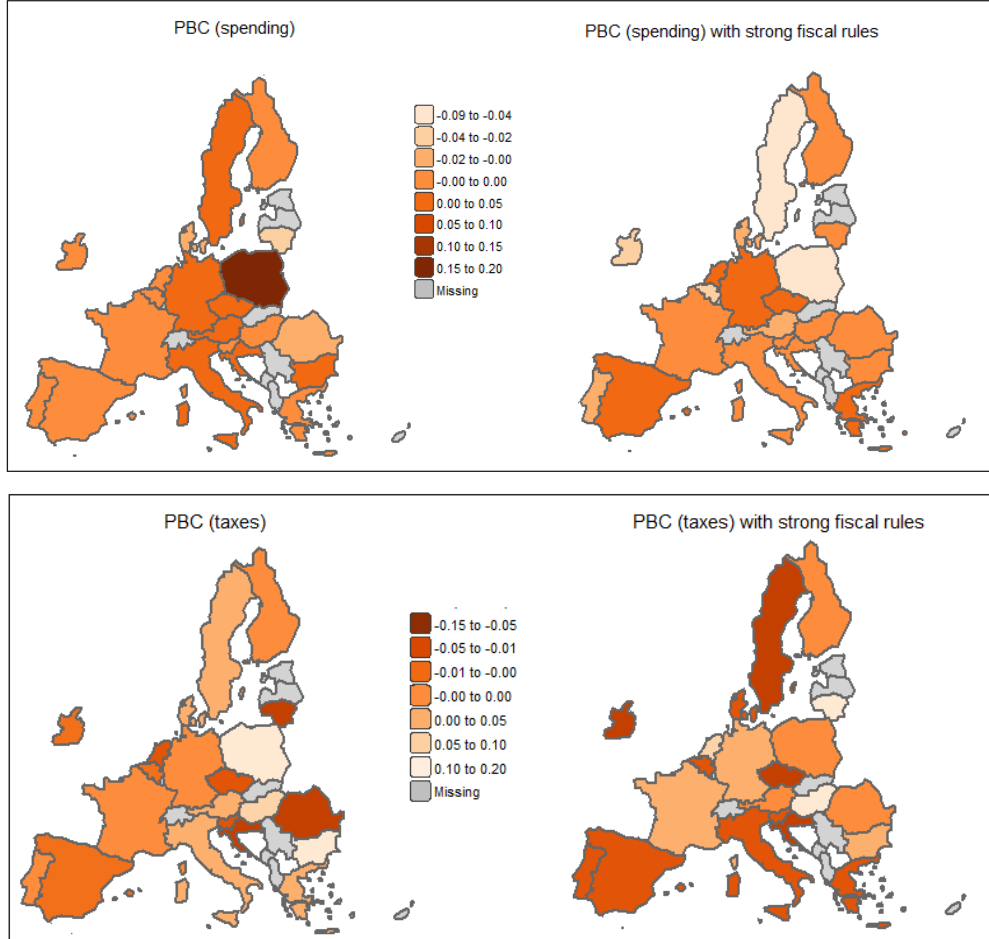 PBC (spending)
PBC (spending) with strong fiscal rules
-0.09 to -0.04
-0.04 to -0.02
-0.02 to -0.00
-0.00 to 0.00
0.00 to 0.05
0.05 to 0.10
0.10 to 0.15
0.15 to 0.20
Missing
PBC (taxes)
PBC (taxes) with strong fiscal rules
-0.15 to -0.05
-0.05 to -0.01
-0.01 to -0.00
-0.00 to 0.00
0.00 to 0.05
0.05 to 0.10
0.10 to 0.20
Missing